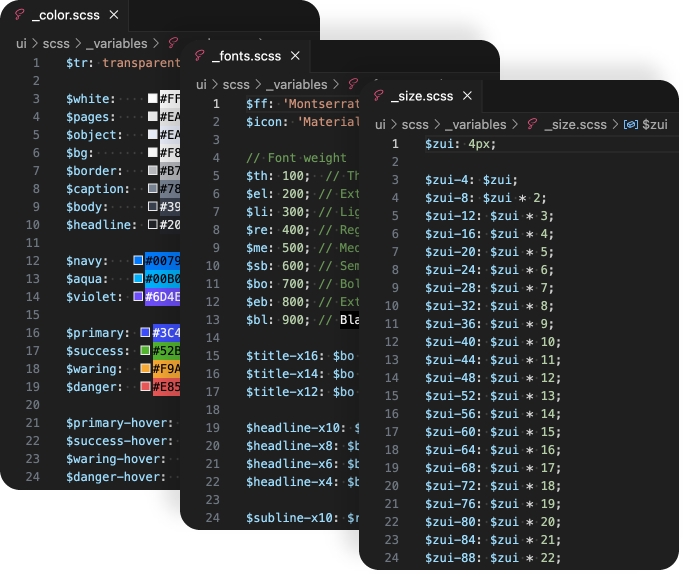 _color.scss ×
ui > scss > _variables >
1 $tr: transparent
2
3 $white: #FF
4 $pages: #EA
5 $object: #EA
6 $bg: #F8
7 $border: #B7
8 $caption: #78
9 $body: #39
10 $headline: #20
11
12 $navy: #0079
13 $aqua: #00B0
14 $violet: #6D4E
15
16 $primary: #3C4
17 $success: #52B
18 $waring: #F9A
19 $danger: #E85
20
21 $primary-hover:
22 $success-hover:
23 $waring-hover:
24 $danger-hover:
_fonts.scss ×
ui > scss > _variables >
1 $ff: 'Montserrat
2 $icon: 'Material
3
4 // Font weight
5 $th: 100; // Th
6 $el: 200; // Ext
7 $li: 300; // Lig
8 $re: 400; // Reg
9 $me: 500; // Med
10 $sb: 600; // Sem
11 $bo: 700; // Bol
12 $eb: 800; // Ext
13 $bl: 900; // Bla
14
15 $title-x16: $bo
16 $title-x14: $bo
17 $title-x12: $bo
18
19 $headline-x10: $
20 $headline-x8: $b
21 $headline-x6: $b
22 $headline-x4: $b
23
24 $subline-x10: $r
_size.scss ×
ui > scss > _variables > _size.scss > $zui
1 $zui: 4px;
2
3 $zui-4: $zui;
4 $zui-8: $zui * 2;
5 $zui-12: $zui * 3;
6 $zui-16: $zui * 4;
7 $zui-20: $zui * 5;
8 $zui-24: $zui * 6;
9 $zui-28: $zui * 7;
10 $zui-32: $zui * 8;
11 $zui-36: $zui * 9;
12 $zui-40: $zui * 10;
13 $zui-44: $zui * 11;
14 $zui-48: $zui * 12;
15 $zui-52: $zui * 13;
16 $zui-56: $zui * 14;
17 $zui-60: $zui * 15;
18 $zui-64: $zui * 16;
19 $zui-68: $zui * 17;
20 $zui-72: $zui * 18;
21 $zui-76: $zui * 19;
22 $zui-80: $zui * 20;
23 $zui-84: $zui * 21;
24 $zui-88: $zui * 22;